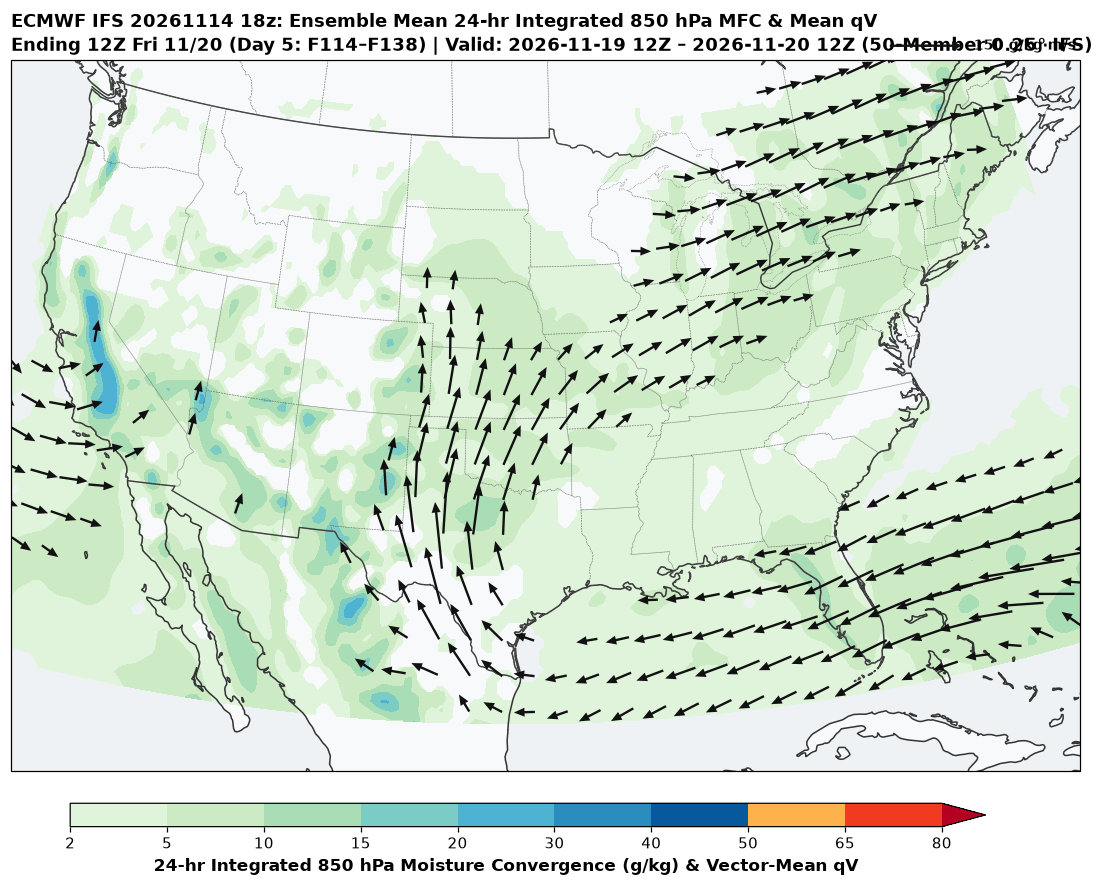 ECMWF IFS 20261114 18z: Ensemble Mean 24-hr Integrated 850 hPa MFC & Mean qV
Ending 12Z Fri 11/20 (Day 5: F114–F138) | Valid: 2026-11-19 12Z – 2026-11-20 12Z (50-Member 0.25° IFS)
2 5 10 15 20 30 40 50 65 80
24-hr Integrated 850 hPa Moisture Convergence (g/kg) & Vector-Mean qV